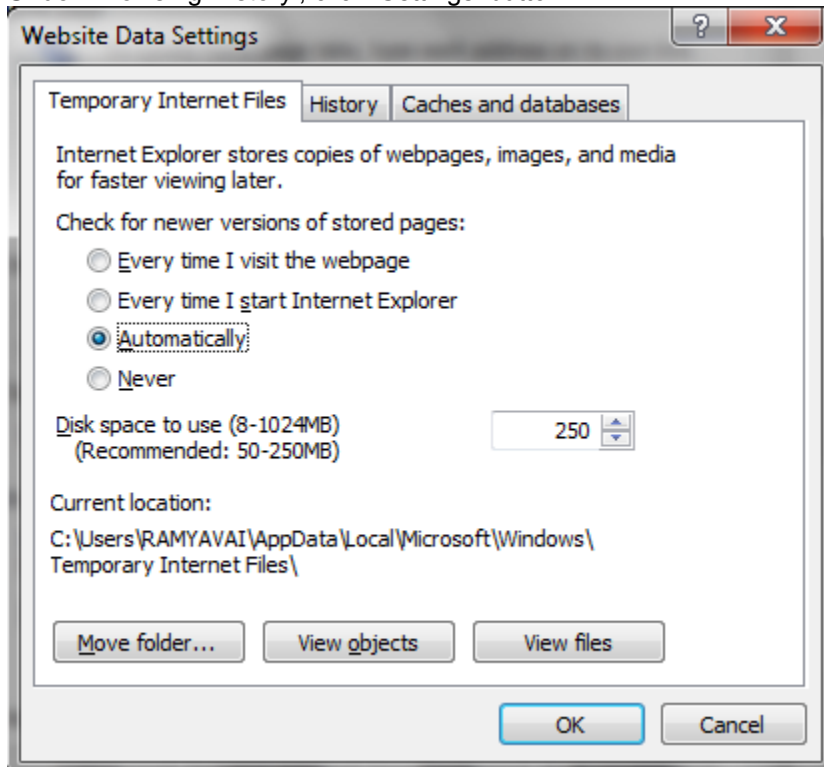 Website Data Settings
Temporary Internet Files History Caches and databases
Internet Explorer stores copies of webpages, images, and media
for faster viewing later.
Check for newer versions of stored pages:
Every time I visit the webpage
Every time I start Internet Explorer
Automatically
Never
Disk space to use (8-1024MB) 250
(Recommended: 50-250MB)
Current location:
C:\Users\RAMYAVAI\AppData\Local\Microsoft\Windows\
Temporary Internet Files\
Move folder... View objects View files
OK Cancel